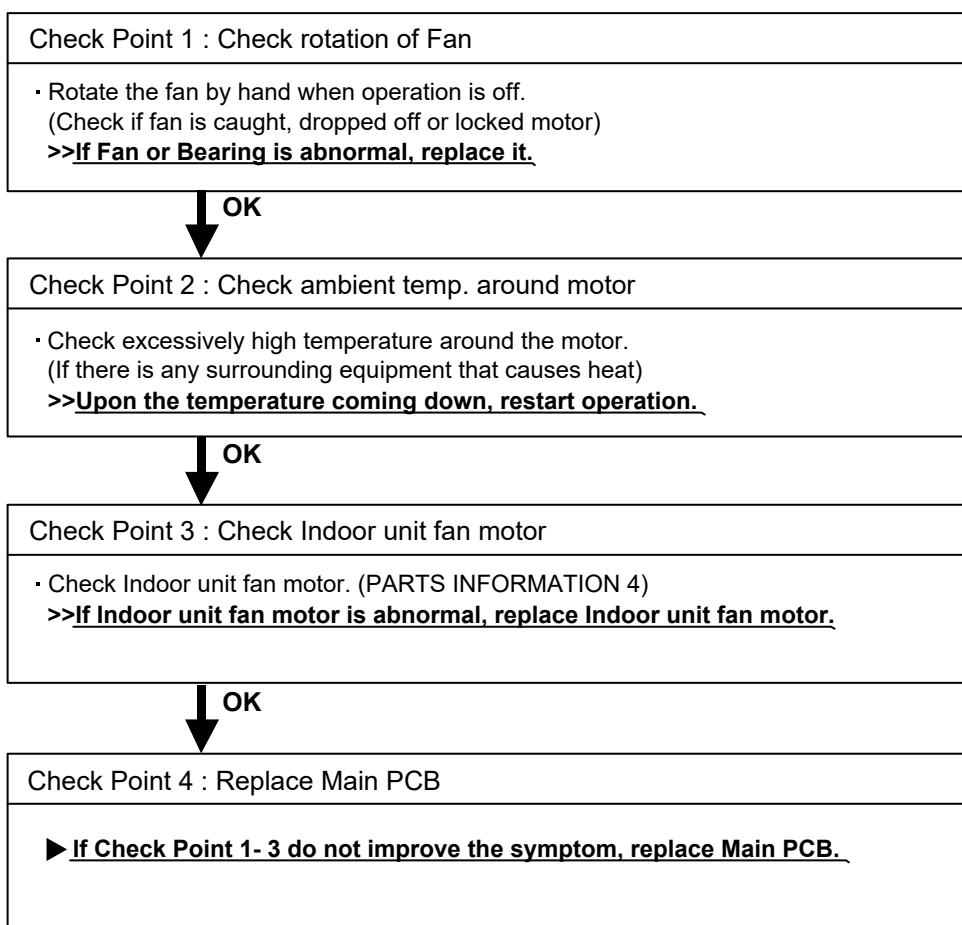 Check Point 1 : Check rotation of Fan
· Rotate the fan by hand when operation is off.
(Check if fan is caught, dropped off or locked motor)
>>If Fan or Bearing is abnormal, replace it.
OK
Check Point 2 : Check ambient temp. around motor
· Check excessively high temperature around the motor.
(If there is any surrounding equipment that causes heat)
>>Upon the temperature coming down, restart operation.
OK
Check Point 3 : Check Indoor unit fan motor
· Check Indoor unit fan motor. (PARTS INFORMATION 4)
>>If Indoor unit fan motor is abnormal, replace Indoor unit fan motor.
OK
Check Point 4 : Replace Main PCB
▶ If Check Point 1- 3 do not improve the symptom, replace Main PCB.